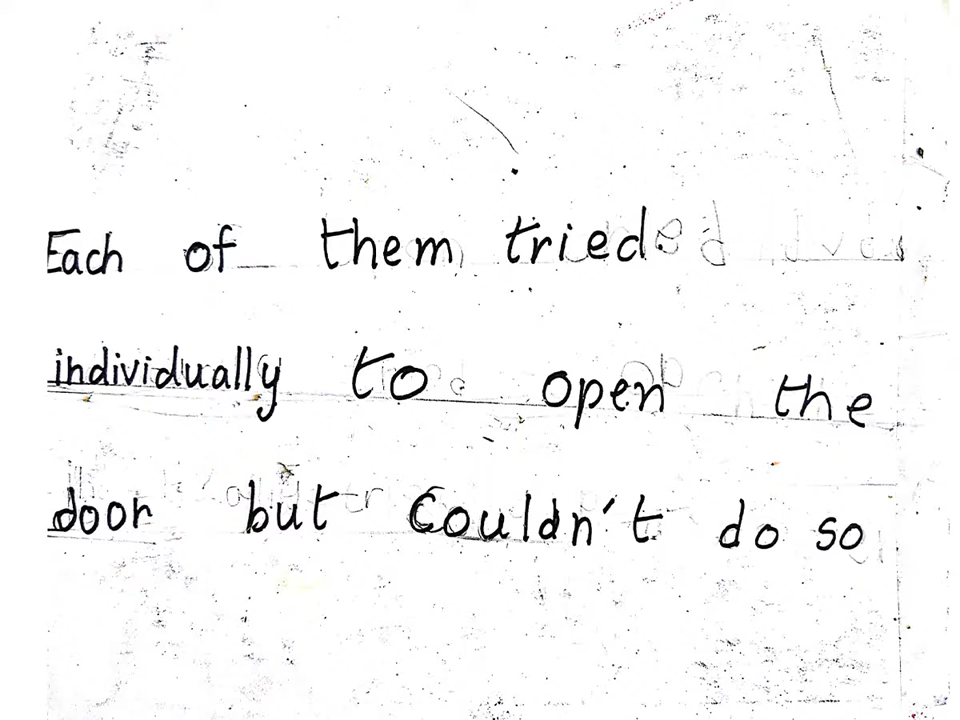 Each of them tried
individually to open the
door but couldn't do so